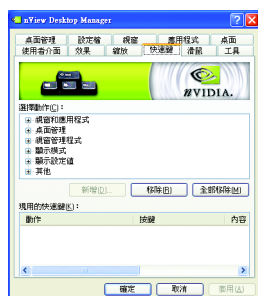 nView Desktop Manager
桌面管理 設定檔 視窗 應用程式 桌面
使用者介面 效果 縮放 快速鍵 滑鼠 工具
NVIDIA.
選擇動作(C)：
視窗和應用程式
桌面管理
視窗管理程式
顯示模式
顯示設定值
其他
新增(D)... 移除(R) 全部移除(M)
現用的快速鍵(K)：
動作 按鍵 內容
確定 取消 套用(A)